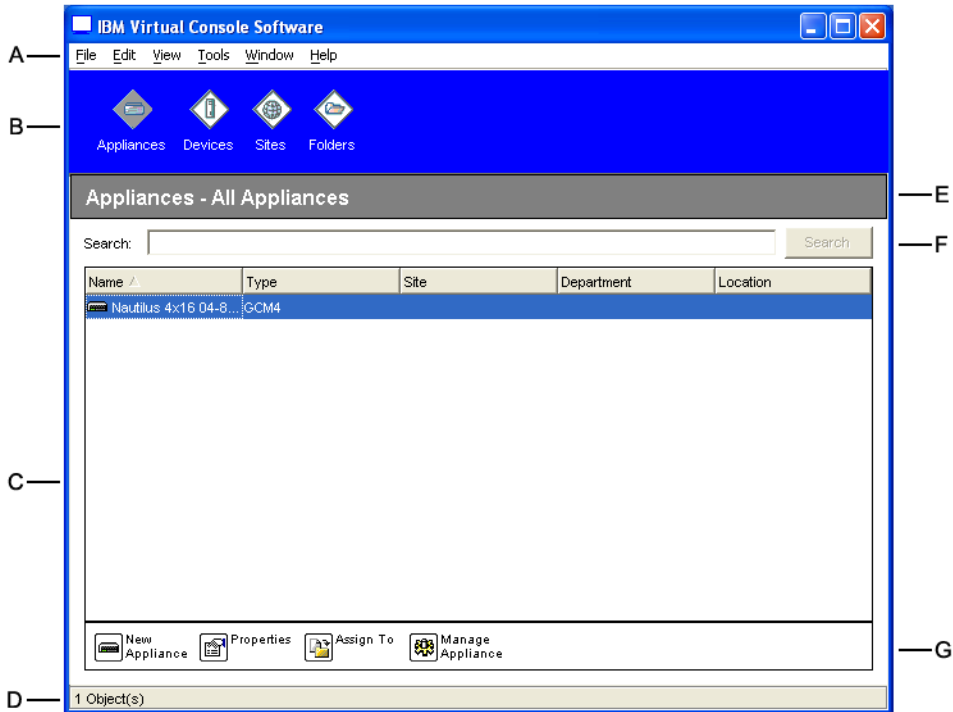 IBM Virtual Console Software
A
File Edit View Tools Window Help
B
Appliances Devices Sites Folders
Appliances - All Appliances
E
Search: Search
F
Name Type Site Department Location
Nautilus 4x16 04-8... GCM4
C
New Appliance Properties Assign To Manage Appliance
G
D
1 Object(s)